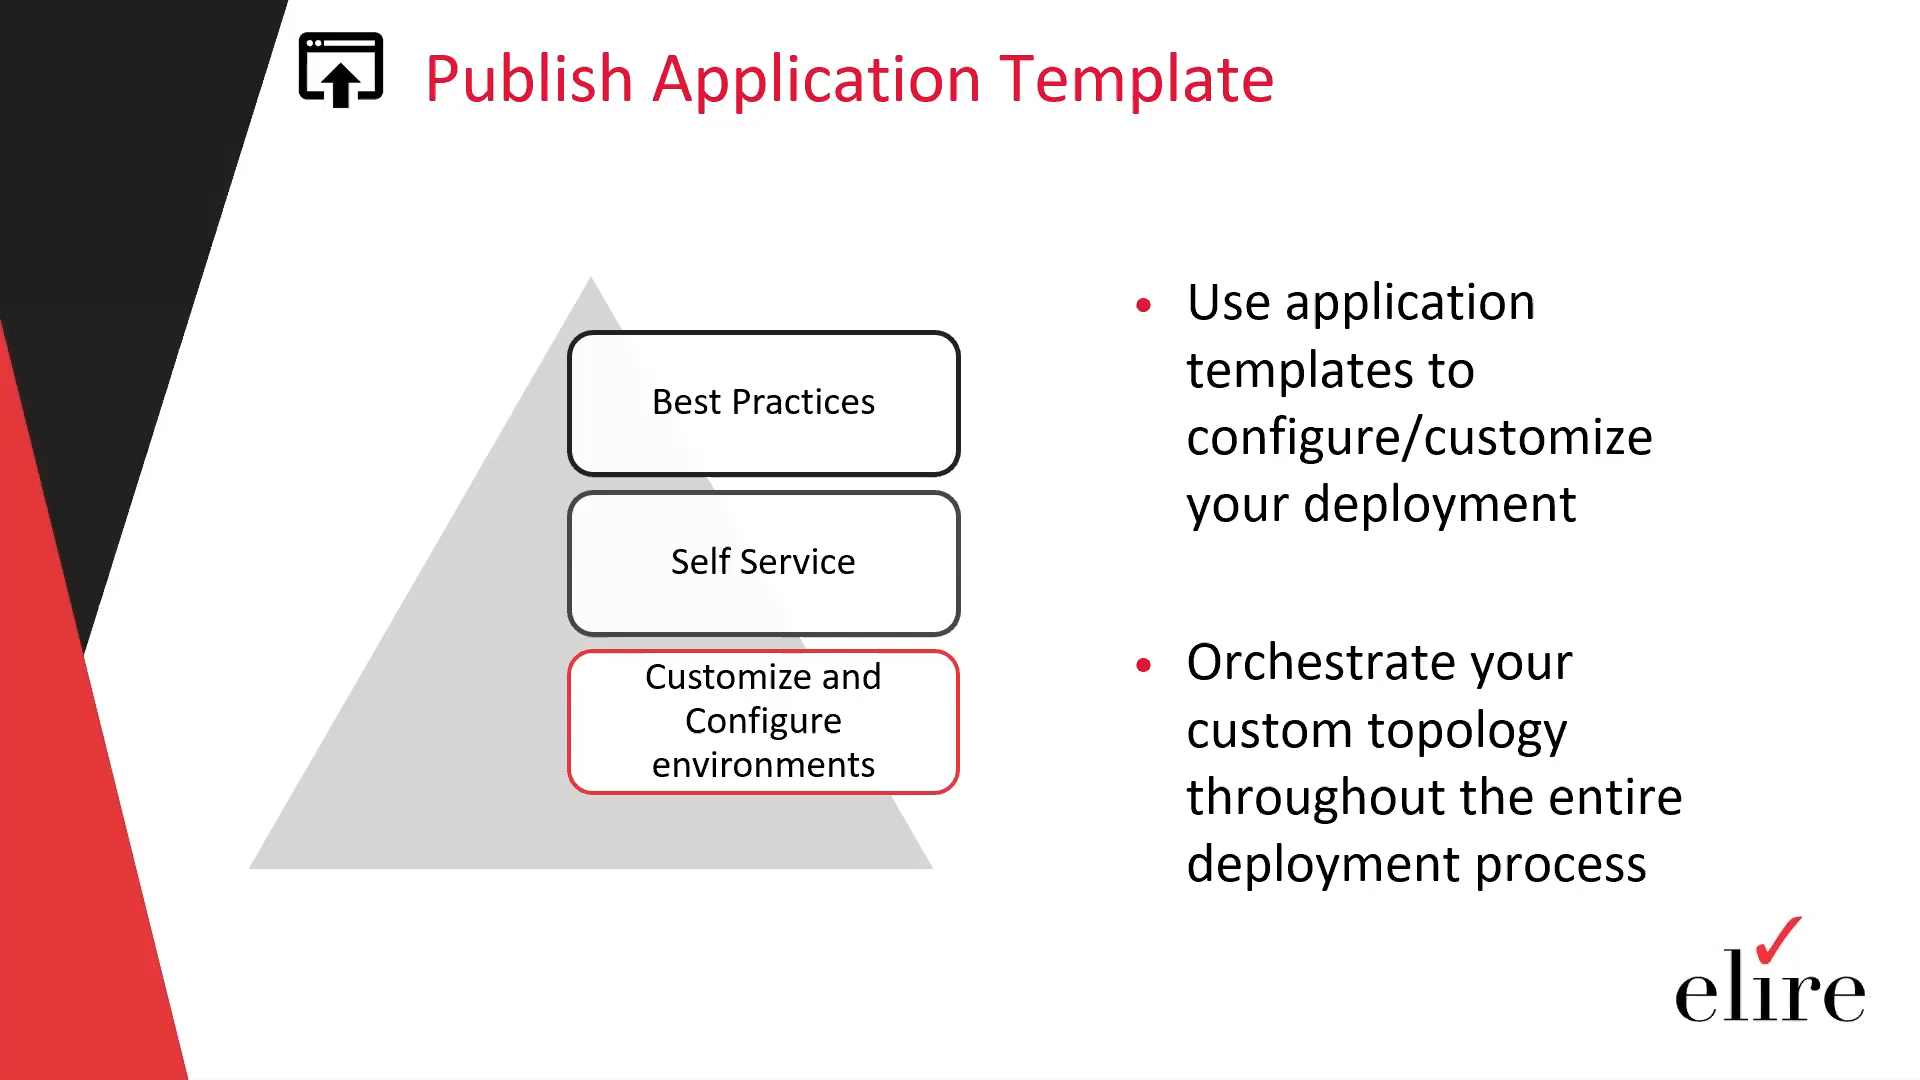 Publish Application Template
Best Practices
Self Service
Customize and
Configure
environments
• Use application
templates to
configure/customize
your deployment
• Orchestrate your
custom topology
throughout the entire
deployment process
elire